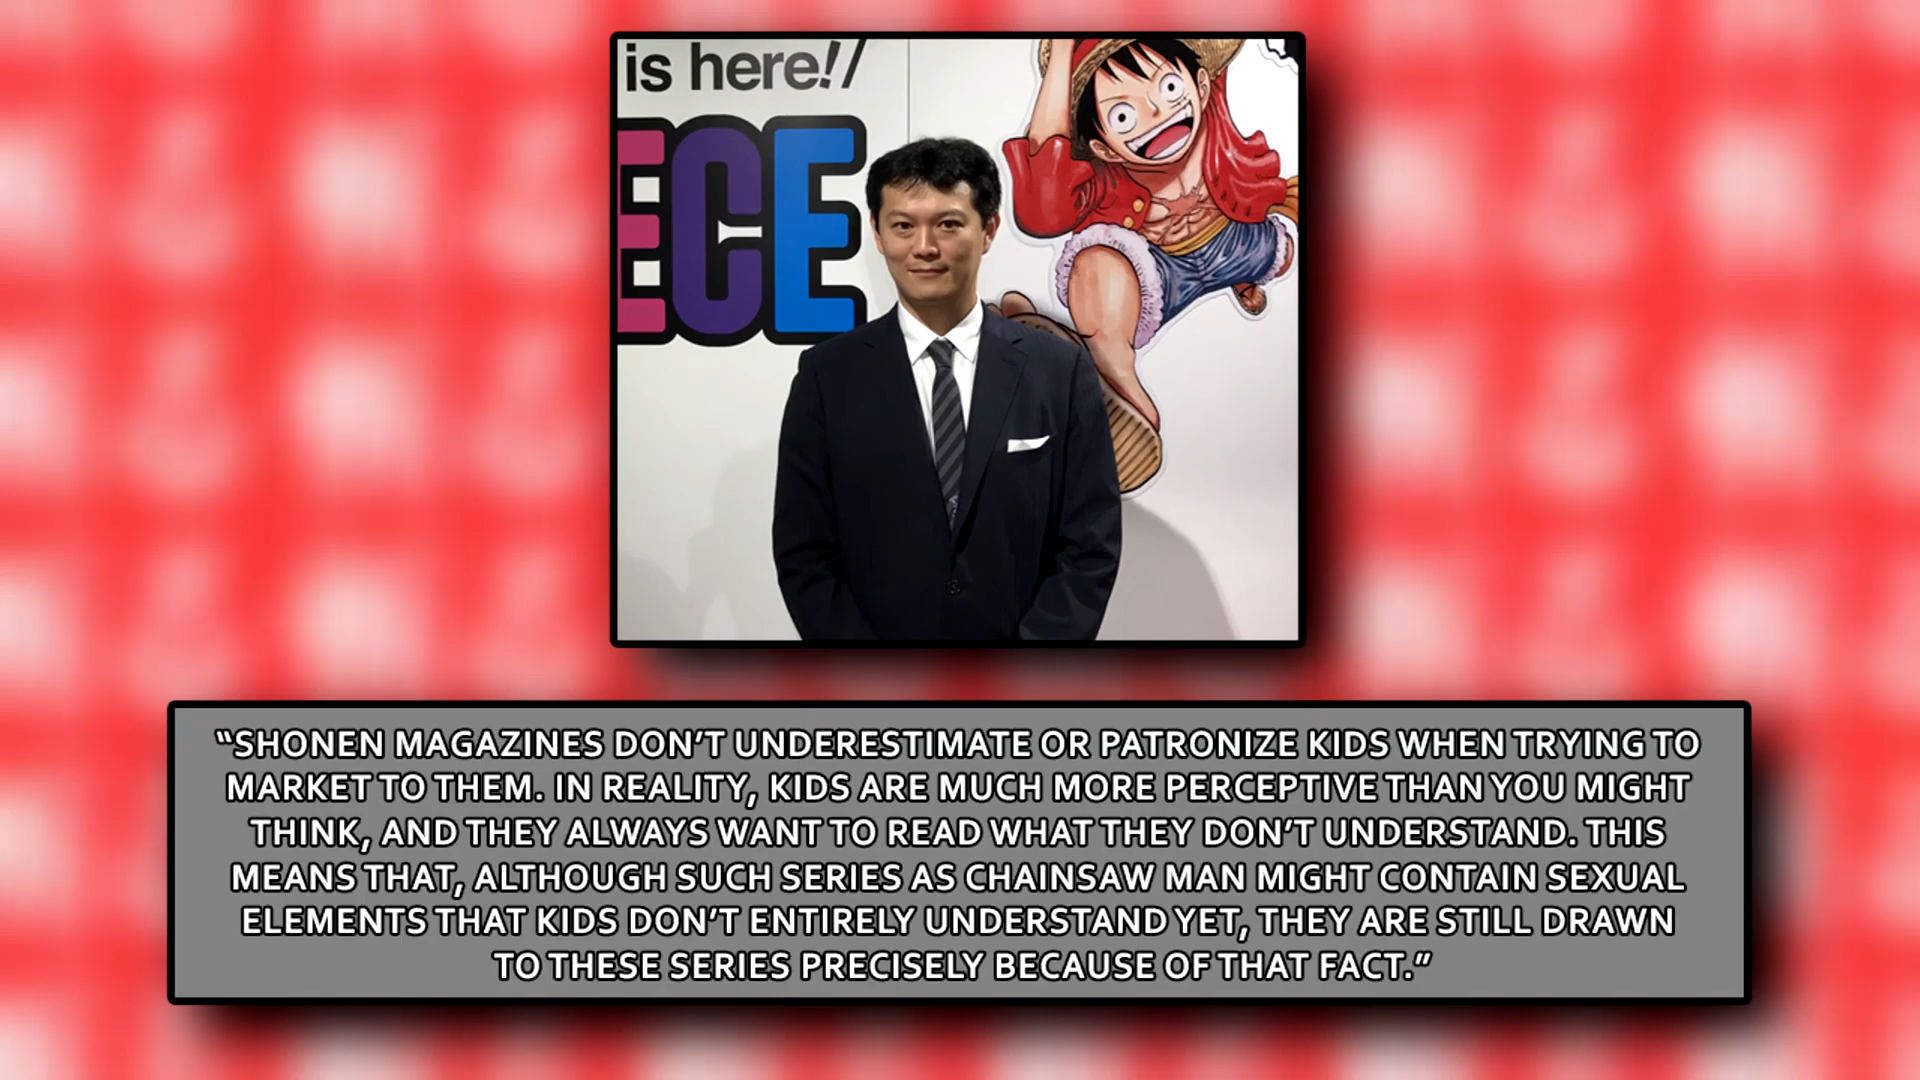 is here!/
ECE
“SHONEN MAGAZINES DON’T UNDERESTIMATE OR PATRONIZE KIDS WHEN TRYING TO
MARKET TO THEM. IN REALITY, KIDS ARE MUCH MORE PERCEPTIVE THAN YOU MIGHT
THINK, AND THEY ALWAYS WANT TO READ WHAT THEY DON’T UNDERSTAND. THIS
MEANS THAT, ALTHOUGH SUCH SERIES AS CHAINSAW MAN MIGHT CONTAIN SEXUAL
ELEMENTS THAT KIDS DON’T ENTIRELY UNDERSTAND YET, THEY ARE STILL DRAWN
TO THESE SERIES PRECISELY BECAUSE OF THAT FACT.”